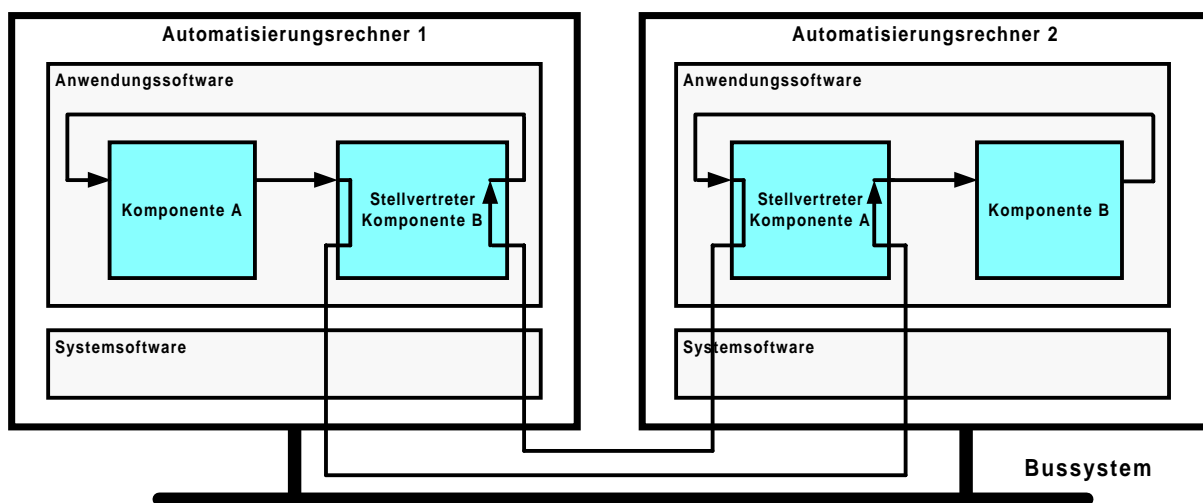 Automatisierungsrechner 1
Anwendungssoftware
Komponente A
Stellvertreter
Komponente B
Systemsoftware
Automatisierungsrechner 2
Anwendungssoftware
Stellvertreter
Komponente A
Komponente B
Systemsoftware
Bussystem